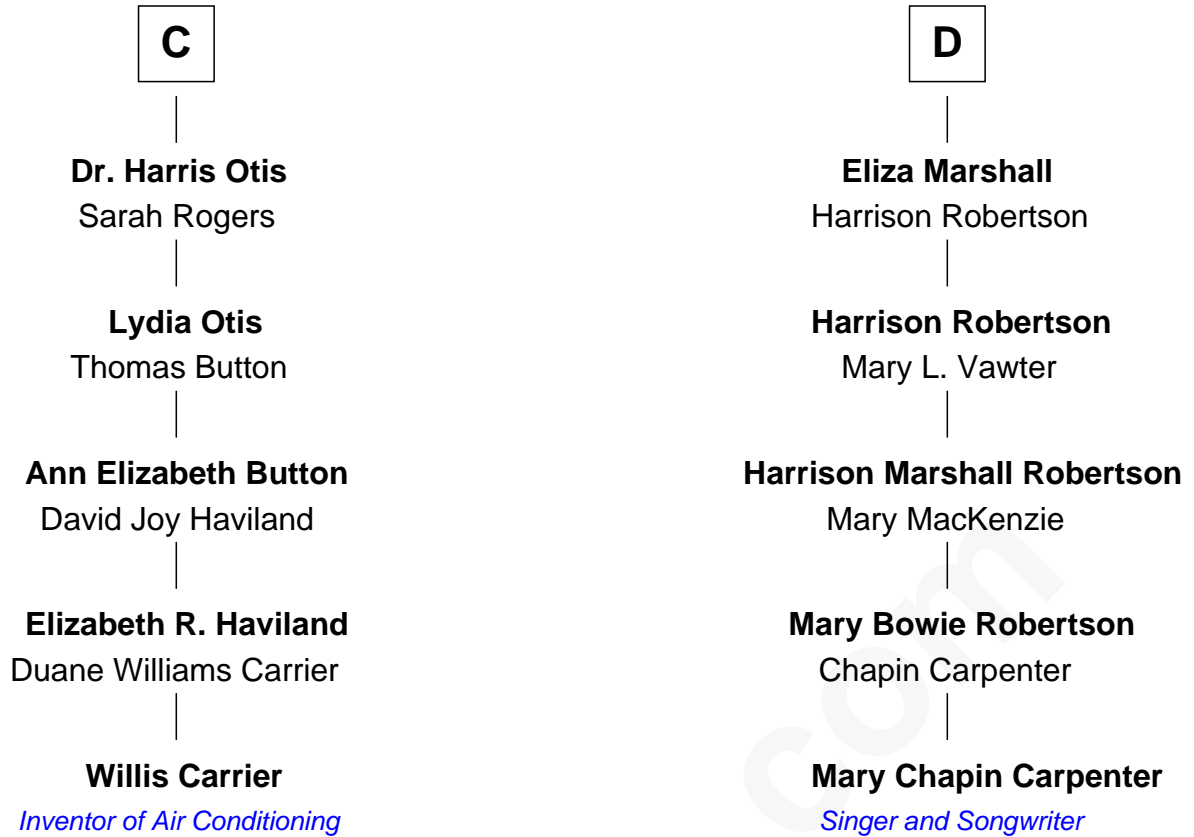 C
Dr. Harris Otis
Sarah Rogers
Lydia Otis
Thomas Button
Ann Elizabeth Button
David Joy Haviland
Elizabeth R. Haviland
Duane Williams Carrier
Willis Carrier
Inventor of Air Conditioning
D
Eliza Marshall
Harrison Robertson
Harrison Robertson
Mary L. Vawter
Harrison Marshall Robertson
Mary MacKenzie
Mary Bowie Robertson
Chapin Carpenter
Mary Chapin Carpenter
Singer and Songwriter
com